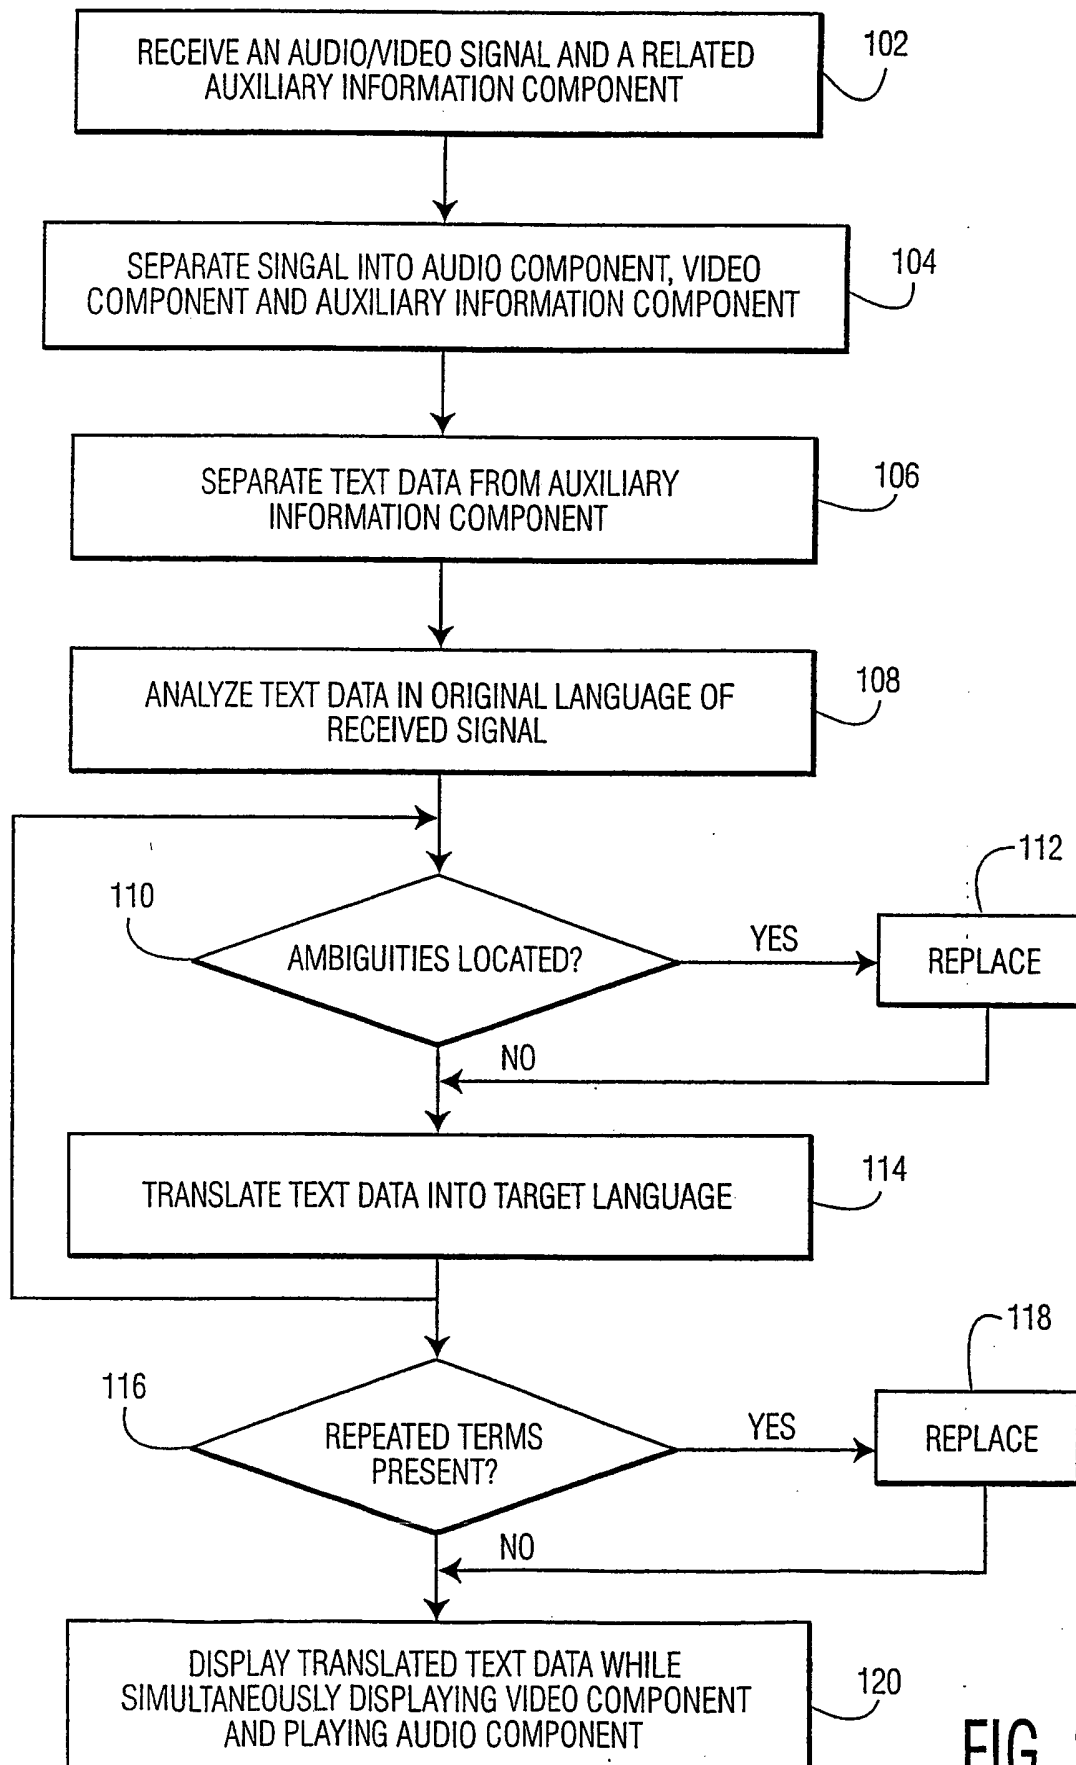 RECEIVE AN AUDIO/VIDEO SIGNAL AND A RELATED
AUXILIARY INFORMATION COMPONENT
102
SEPARATE SINGAL INTO AUDIO COMPONENT, VIDEO
COMPONENT AND AUXILIARY INFORMATION COMPONENT
104
SEPARATE TEXT DATA FROM AUXILIARY
INFORMATION COMPONENT
106
ANALYZE TEXT DATA IN ORIGINAL LANGUAGE OF
RECEIVED SIGNAL
108
110
AMBIGUITIES LOCATED?
YES
112
REPLACE
NO
TRANSLATE TEXT DATA INTO TARGET LANGUAGE
114
116
REPEATED TERMS
PRESENT?
YES
118
REPLACE
NO
DISPLAY TRANSLATED TEXT DATA WHILE
SIMULTANEOUSLY DISPLAYING VIDEO COMPONENT
AND PLAYING AUDIO COMPONENT
120
FIG